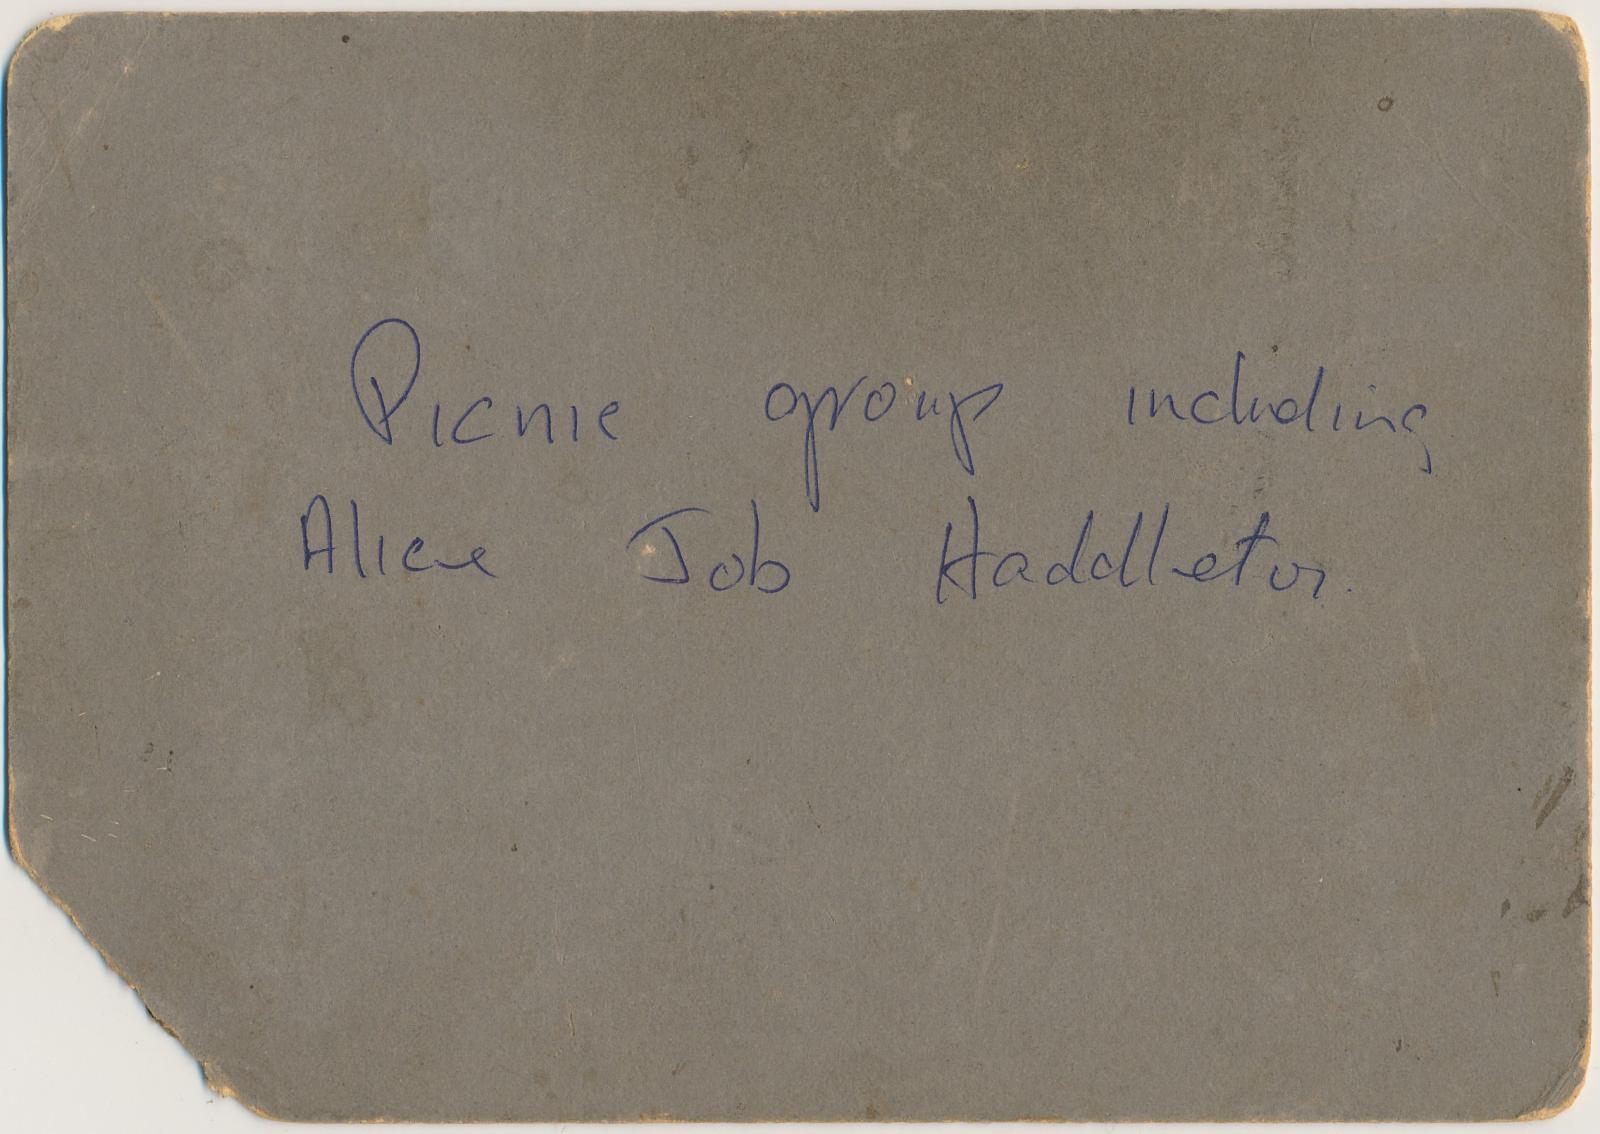 Picnic group including
Alice Job Haddleton.